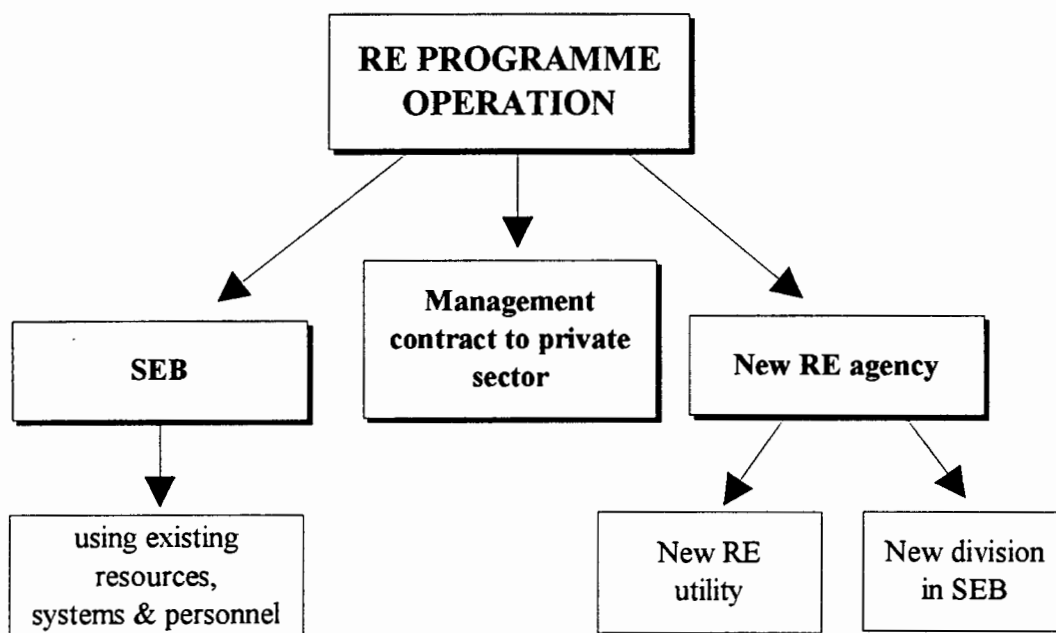 RE PROGRAMME
OPERATION
SEB
Management
contract to private
sector
New RE agency
using existing
resources,
systems & personnel
New RE
utility
New division
in SEB